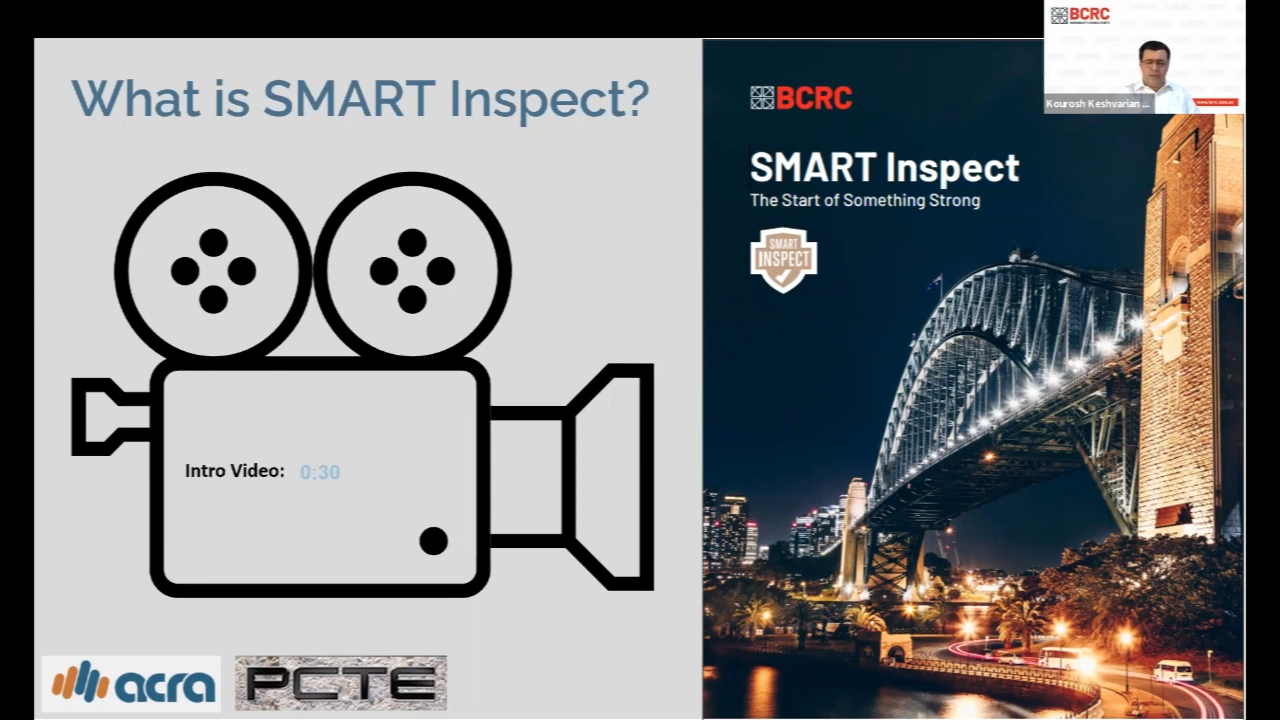 What is SMART Inspect?
Intro Video: 0:30
acra
PCTE
BCRC
SMART Inspect
The Start of Something Strong
SMART
INSPECT
BCRC
Kourosh Keshvarian ...